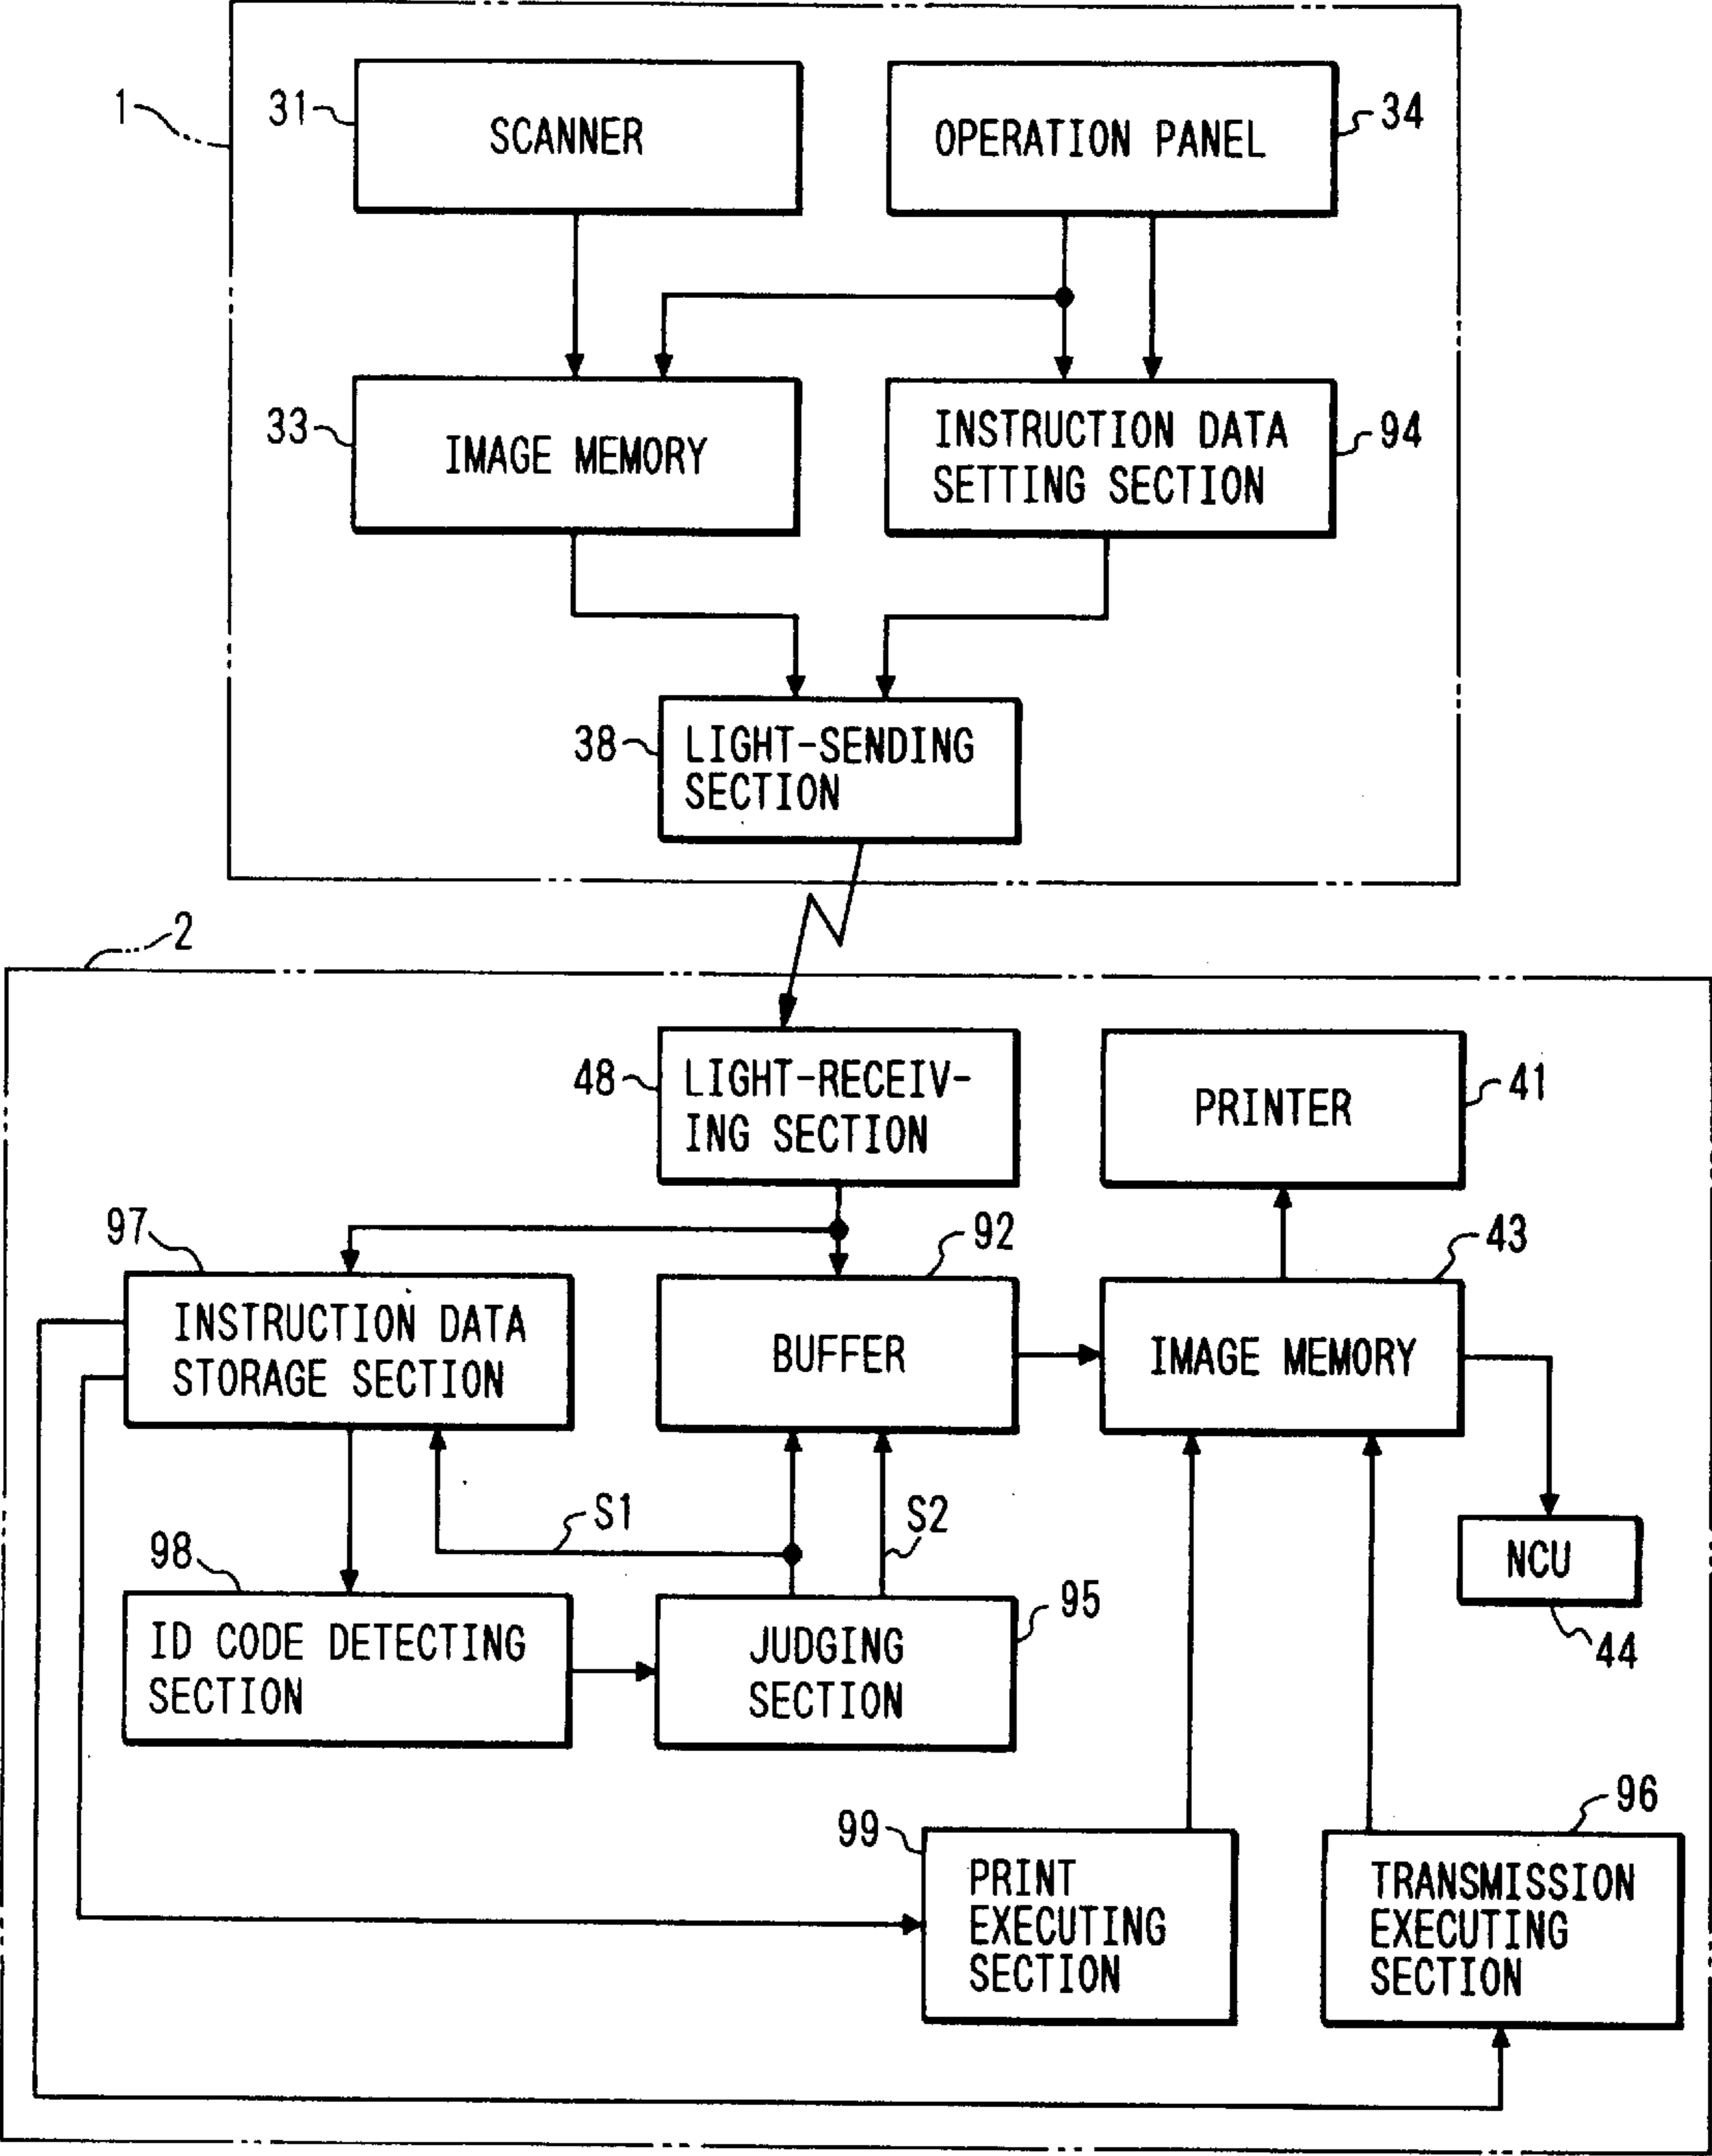 1
31
SCANNER
OPERATION PANEL
34
33
IMAGE MEMORY
INSTRUCTION DATA
SETTING SECTION
94
38
LIGHT-SENDING
SECTION
2
48
LIGHT-RECEIV-
ING SECTION
PRINTER
41
97
INSTRUCTION DATA
STORAGE SECTION
92
BUFFER
43
IMAGE MEMORY
S1
S2
NCU
44
98
ID CODE DETECTING
SECTION
95
JUDGING
SECTION
99
PRINT
EXECUTING
SECTION
96
TRANSMISSION
EXECUTING
SECTION